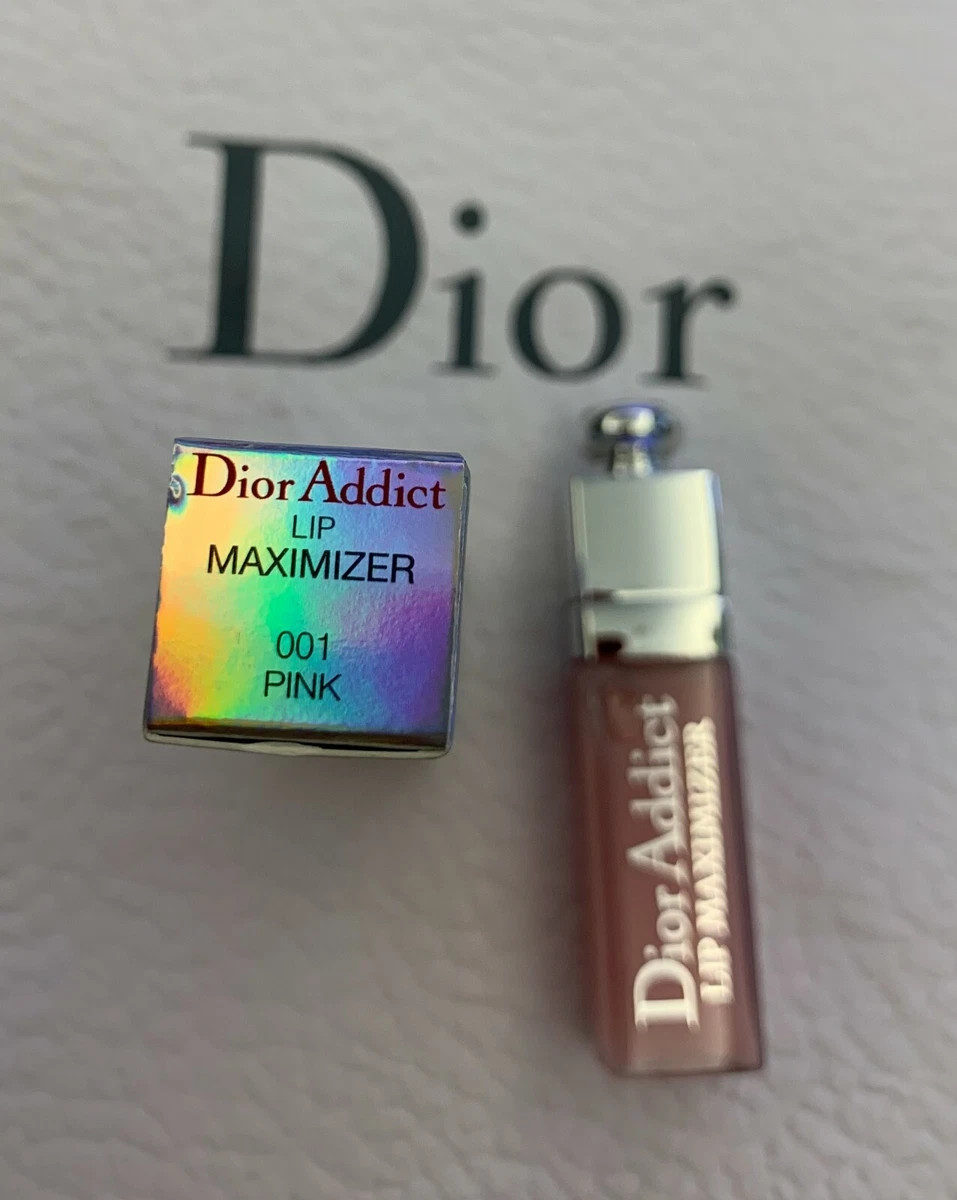 Dior
Dior Addict
LIP
MAXIMIZER
001
PINK
Dior Addict
LIP MAXIMIZER